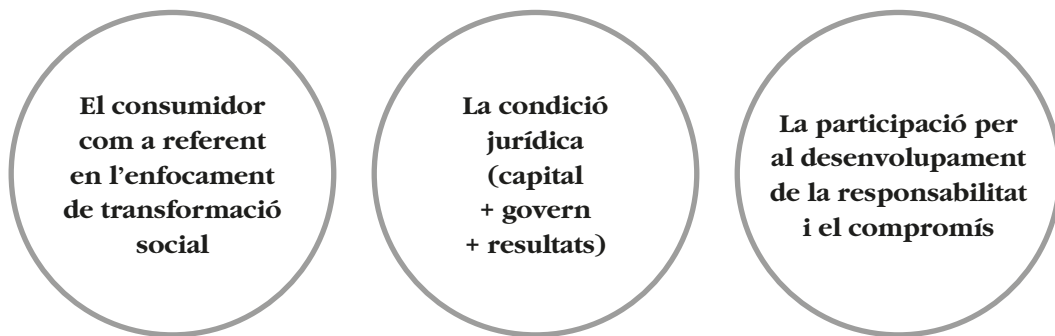 El consumidor
com a referent
en l’enfocament
de transformació
social
La condició
jurídica
(capital
+ govern
+ resultats)
La participació per
al desenvolupament
de la responsabilitat
i el compromís